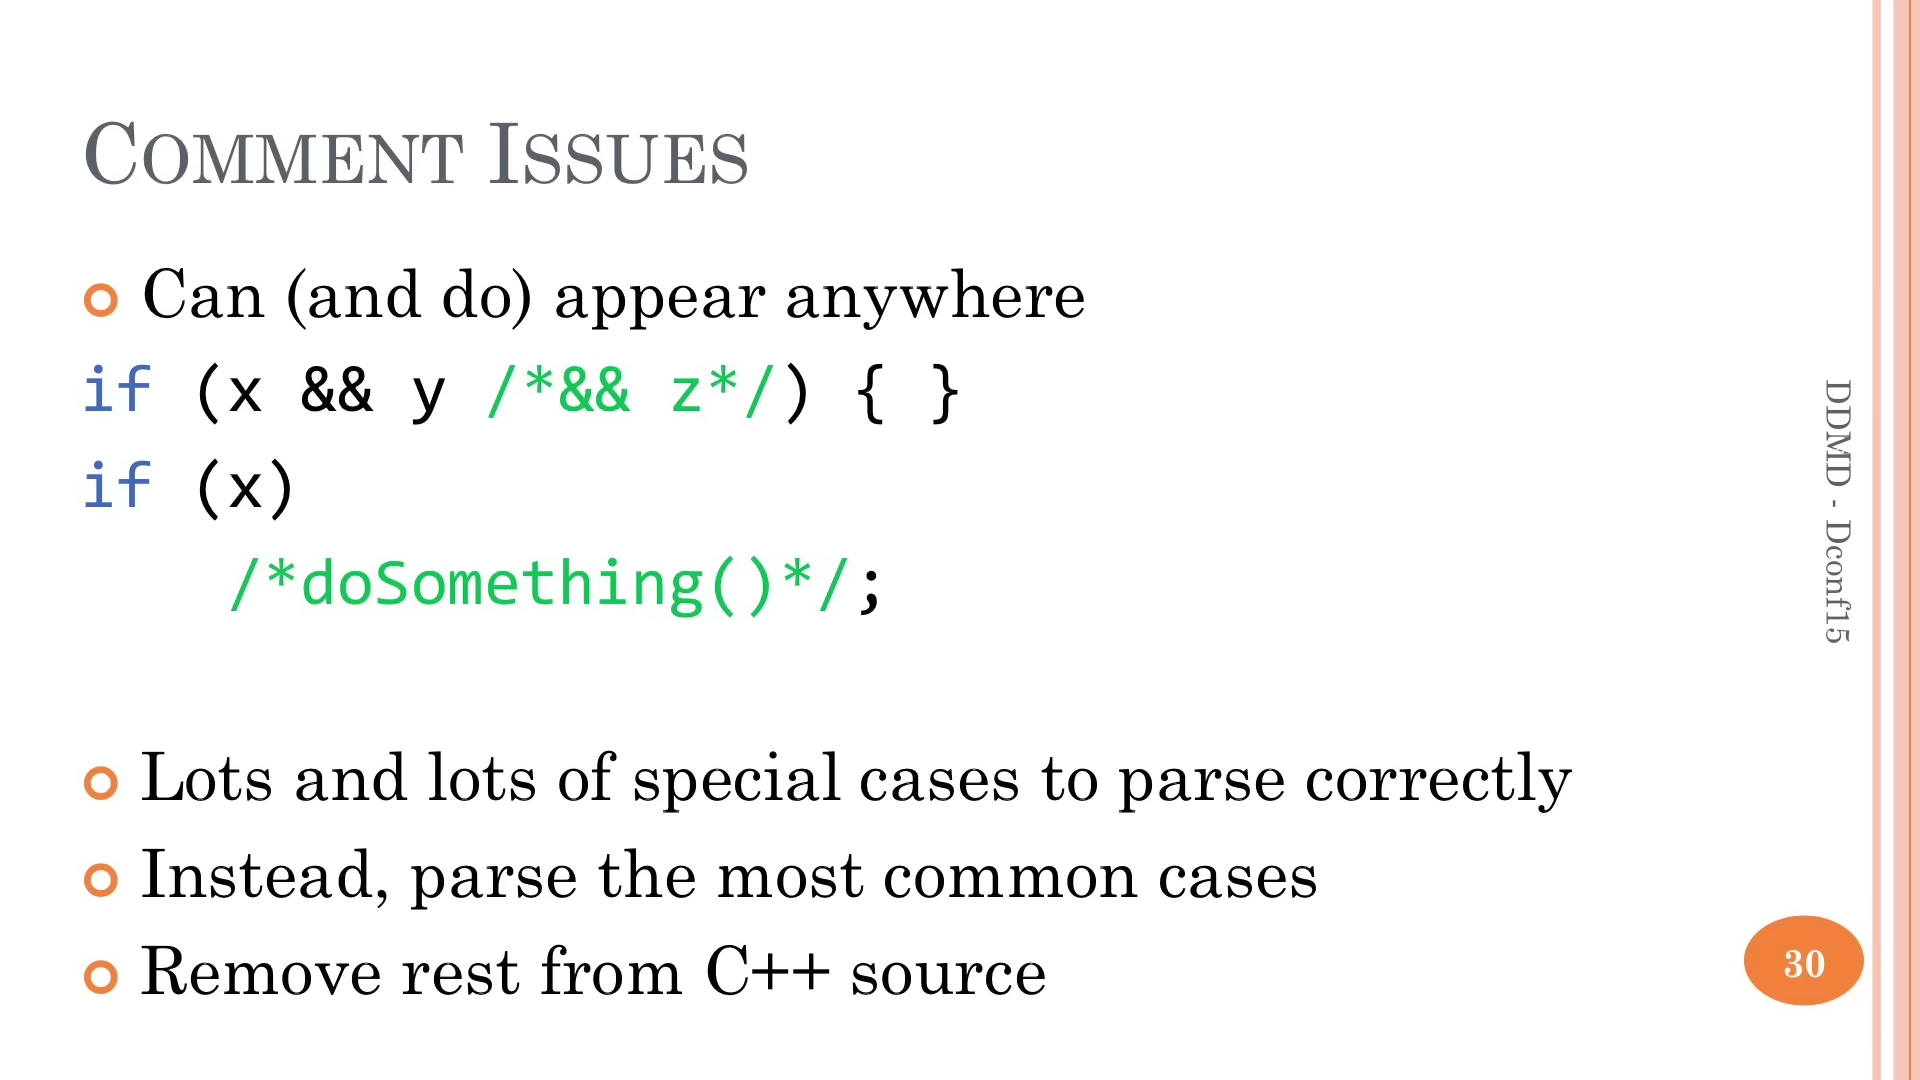 COMMENT ISSUES
Can (and do) appear anywhere
if (x && y /*&& z*/) { }
if (x)
/*doSomething()*/;
Lots and lots of special cases to parse correctly
Instead, parse the most common cases
Remove rest from C++ source
DDMD - Dconf15
30